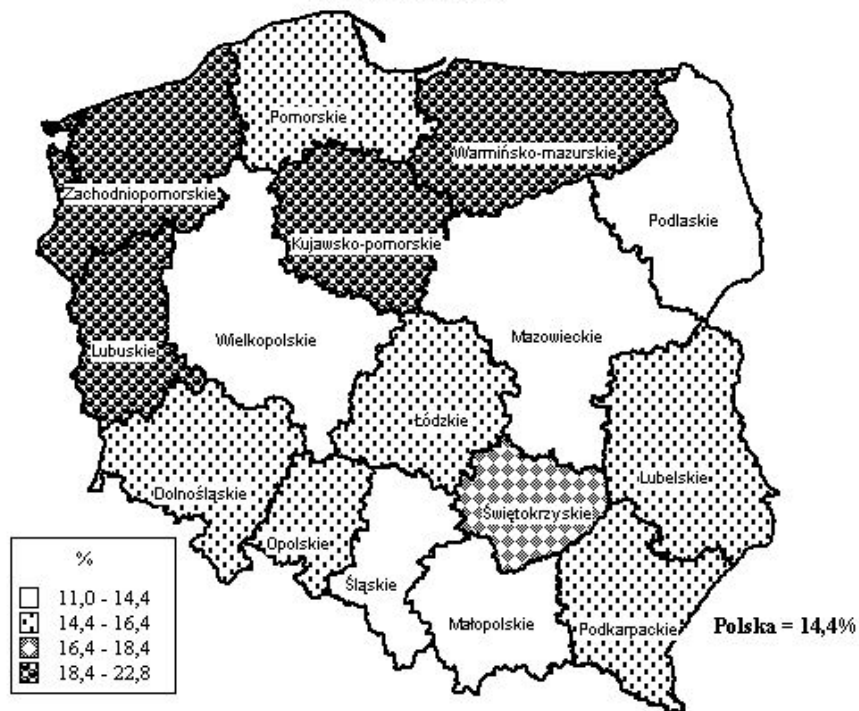 Pomorskie
Warmińsko-mazurskie
Zachodniopomorskie
Podlaskie
Kujawsko-pomorskie
Wielkopolskie
Mazowieckie
Lubuskie
Łódzkie
Lubelskie
Dolnośląskie
Świętokrzyskie
Opolskie
Śląskie
Małopolskie
Podkarpackie
Polska = 14,4%
%
11,0 - 14,4
14,4 - 16,4
16,4 - 18,4
18,4 - 22,8